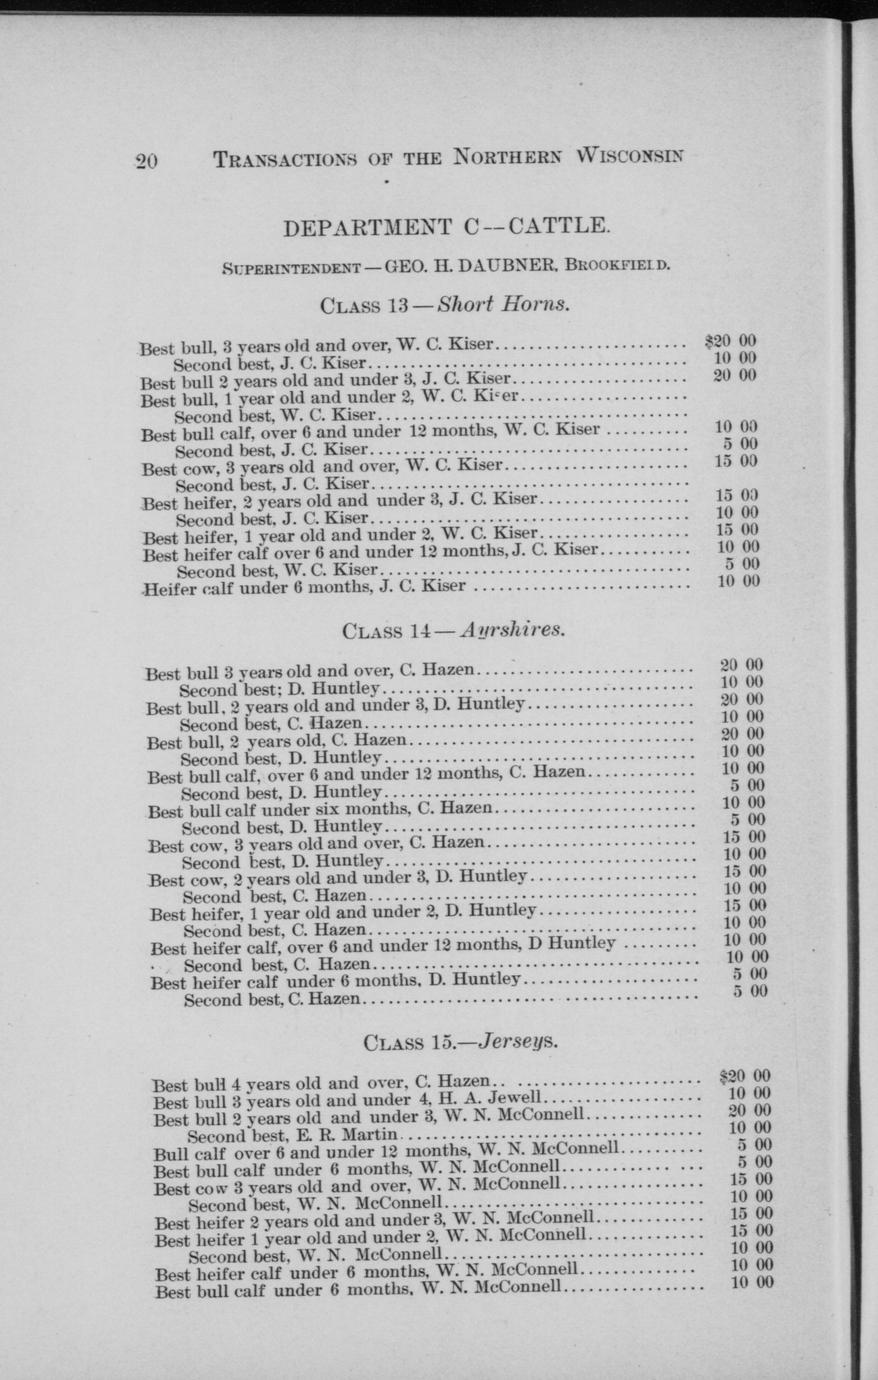 20 TRANSACTIONS OF THE NORTHERN WISCONSIN
DEPARTMENT C--CATTLE.
SUPERINTENDENT—GEO. H. DAUBNER, BROOKFIELD.
CLASS 13—Short Horns.
Best bull, 3 years old and over, W. C. Kiser........................ $20 00
Second best, J. C. Kiser........................................ 10 00
Best bull 2 years old and under 3, J. C. Kiser...................... 20 00
Best bull, 1 year old and under 2, W. C. Kiser.....................
Second best, W. C. Kiser.......................................
Best bull calf, over 6 and under 12 months, W. C. Kiser .......... 10 00
Second best, J. C. Kiser........................................ 5 00
Best cow, 3 years old and over, W. C. Kiser....................... 15 00
Second best, J. C. Kiser........................................
Best heifer, 2 years old and under 3, J. C. Kiser.................. 15 00
Second best, J. C. Kiser........................................ 10 00
Best heifer, 1 year old and under 2, W. C. Kiser................... 15 00
Best heifer calf over 6 and under 12 months, J. C. Kiser........... 10 00
Second best, W. C. Kiser....................................... 5 00
Heifer calf under 6 months, J. C. Kiser .......................... 10 00
CLASS 14—Ayrshires.
Best bull 3 years old and over, C. Hazen........................... 20 00
Second best; D. Huntley....................................... 10 00
Best bull, 2 years old and under 3, D. Huntley..................... 20 00
Second best, C. Hazen......................................... 10 00
Best bull, 2 years old, C. Hazen................................... 20 00
Second best, D. Huntley....................................... 10 00
Best bull calf, over 6 and under 12 months, C. Hazen............. 10 00
Second best, D. Huntley....................................... 5 00
Best bull calf under six months, C. Hazen......................... 10 00
Second best, D. Huntley....................................... 5 00
Best cow, 3 years old and over, C. Hazen.......................... 15 00
Second best, D. Huntley....................................... 10 00
Best cow, 2 years old and under 3, D. Huntley..................... 15 00
Second best, C. Hazen......................................... 10 00
Best heifer, 1 year old and under 2, D. Huntley.................... 15 00
Second best, C. Hazen......................................... 10 00
Best heifer calf, over 6 and under 12 months, D Huntley ......... 10 00
Second best, C. Hazen......................................... 10 00
Best heifer calf under 6 months, D. Huntley...................... 5 00
Second best, C. Hazen......................................... 5 00
CLASS 15.—Jerseys.
Best bull 4 years old and over, C. Hazen.. ....................... $20 00
Best bull 3 years old and under 4, H. A. Jewell.................... 10 00
Best bull 2 years old and under 3, W. N. McConnell.............. 20 00
Second best, E. R. Martin..................................... 10 00
Bull calf over 6 and under 12 months, W. N. McConnell.......... 5 00
Best bull calf under 6 months, W. N. McConnell............. ... 5 00
Best cow 3 years old and over, W. N. McConnell................. 15 00
Second best, W. N. McConnell................................ 10 00
Best heifer 2 years old and under 3, W. N. McConnell............. 15 00
Best heifer 1 year old and under 2, W. N. McConnell.............. 15 00
Second best, W. N. McConnell................................ 10 00
Best heifer calf under 6 months, W. N. McConnell.............. 10 00
Best bull calf under 6 months, W. N. McConnell................. 10 00